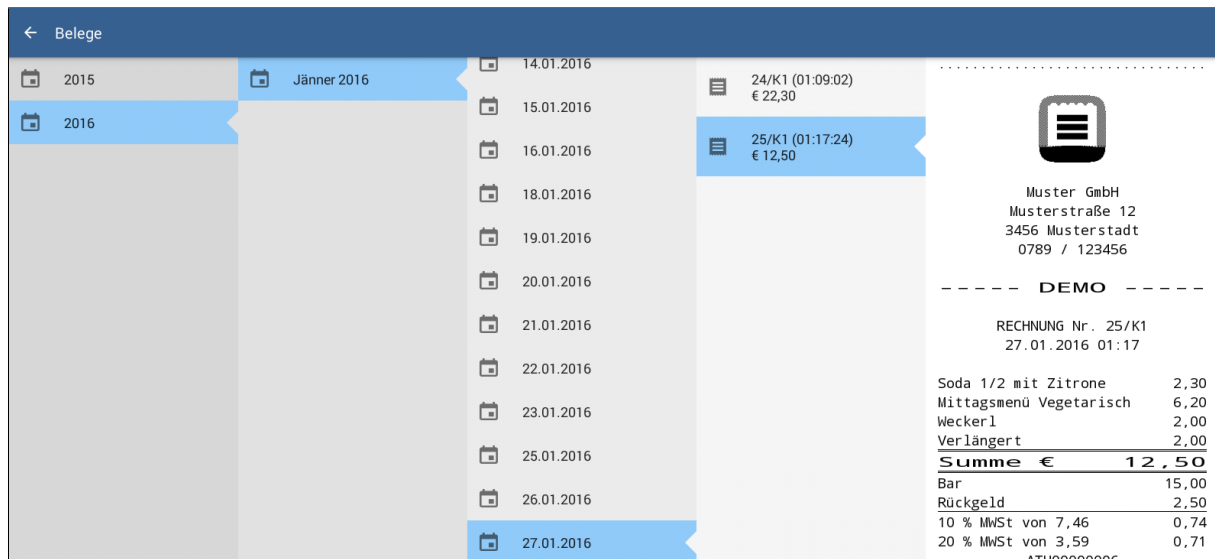 Belege
2015
2016
Jänner 2016
14.01.2016
15.01.2016
16.01.2016
18.01.2016
19.01.2016
20.01.2016
21.01.2016
22.01.2016
23.01.2016
25.01.2016
26.01.2016
27.01.2016
24/K1 (01:09:02)
€ 22,30
25/K1 (01:17:24)
€ 12,50
Muster GmbH
Musterstraße 12
3456 Musterstadt
0789 / 123456
----- DEMO -----
RECHNUNG Nr. 25/K1
27.01.2016 01:17
Soda 1/2 mit Zitrone 2,30
Mittagsmenü Vegetarisch 6,20
Weckerl 2,00
Verlängert 2,00
Summe € 12,50
Bar 15,00
Rückgeld 2,50
10 % MWSt von 7,46 0,74
20 % MWSt von 3,59 0,71